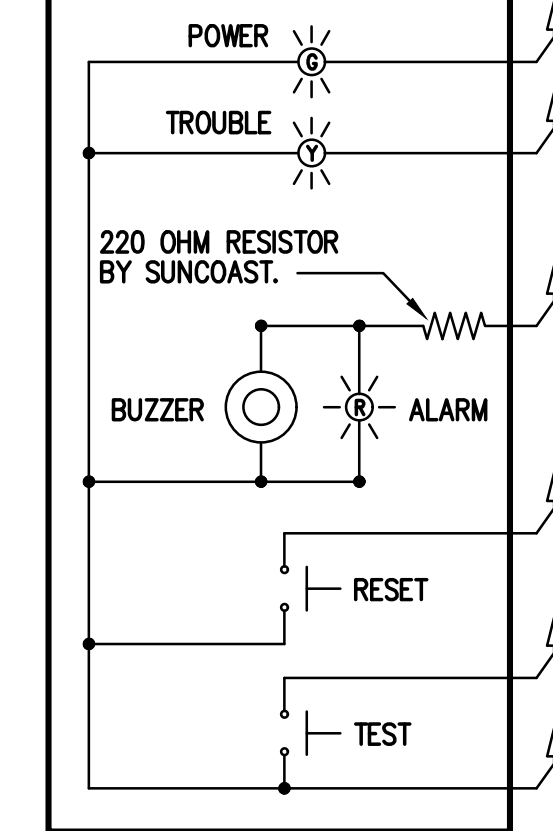 POWER
G
TROUBLE
Y
220 OHM RESISTOR
BY SUNCOAST.
BUZZER
R
ALARM
RESET
TEST